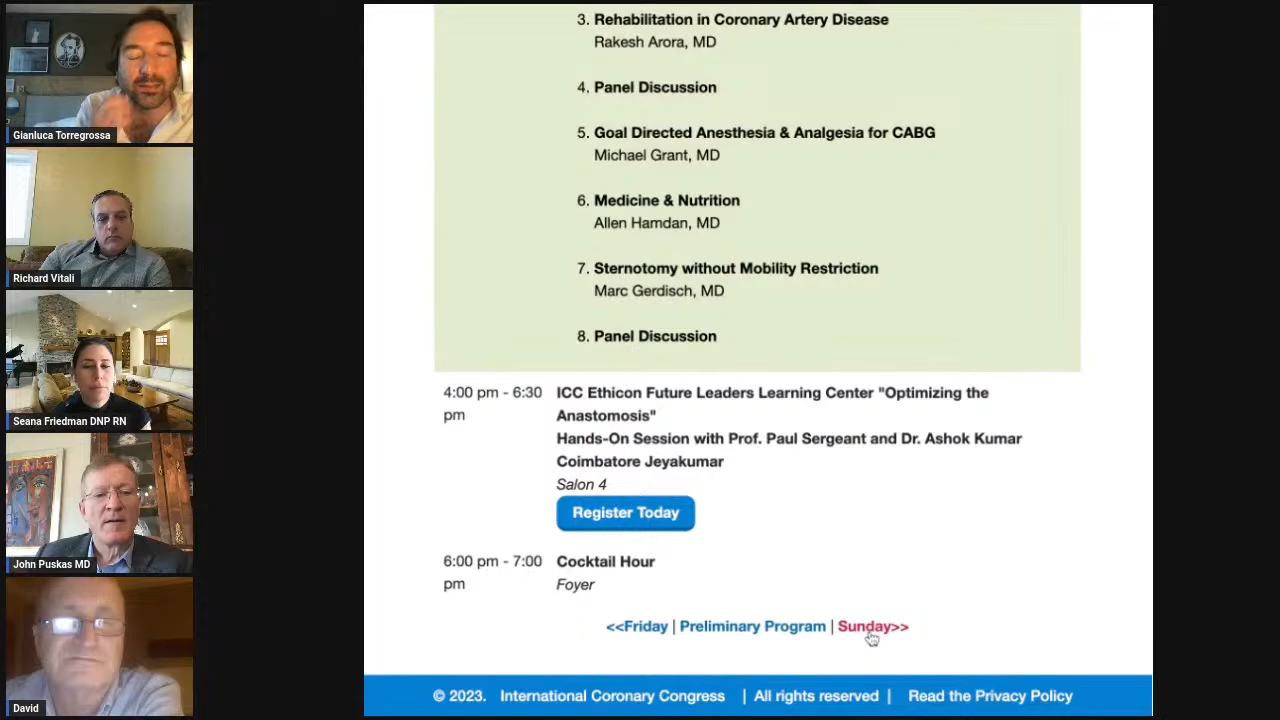 Gianluca Torregrossa
Richard Vitali
Seana Friedman DNP RN
John Puskas MD
David
3. Rehabilitation in Coronary Artery Disease
Rakesh Arora, MD
4. Panel Discussion
5. Goal Directed Anesthesia & Analgesia for CABG
Michael Grant, MD
6. Medicine & Nutrition
Allen Hamdan, MD
7. Sternotomy without Mobility Restriction
Marc Gerdisch, MD
8. Panel Discussion
4:00 pm - 6:30 pm
ICC Ethicon Future Leaders Learning Center "Optimizing the
Anastomosis"
Hands-On Session with Prof. Paul Sergeant and Dr. Ashok Kumar
Coimbatore Jeyakumar
Salon 4
Register Today
6:00 pm - 7:00 pm
Cocktail Hour
Foyer
<<Friday | Preliminary Program | Sunday>>
© 2023. International Coronary Congress | All rights reserved | Read the Privacy Policy